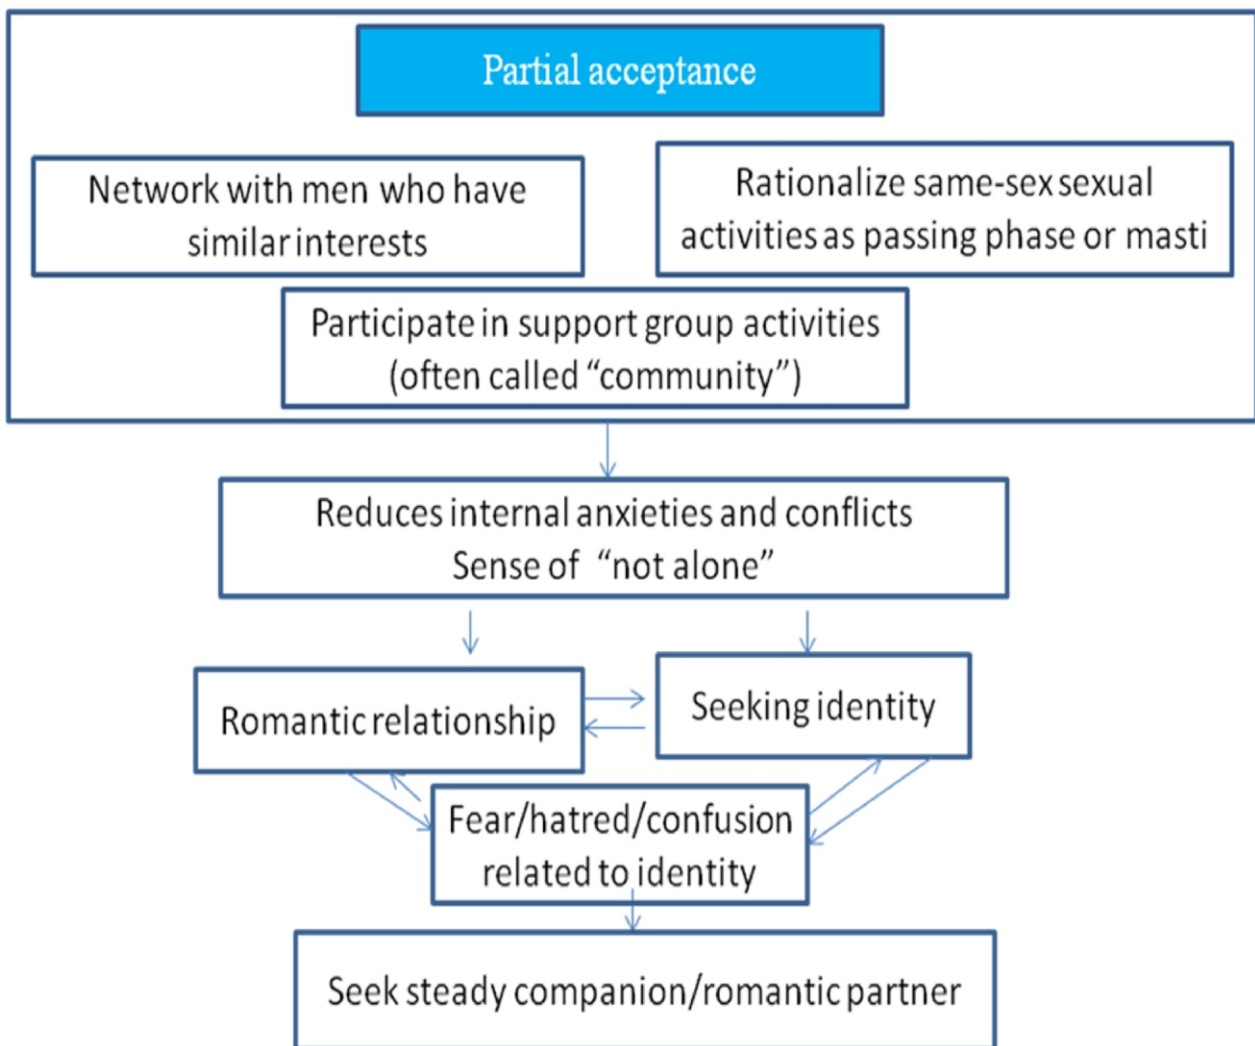 Partial acceptance
Network with men who have
similar interests
Rationalize same-sex sexual
activities as passing phase or masti
Participate in support group activities
(often called “community”)
Reduces internal anxieties and conflicts
Sense of “not alone”
Romantic relationship
Seeking identity
Fear/hatred/confusion
related to identity
Seek steady companion/romantic partner